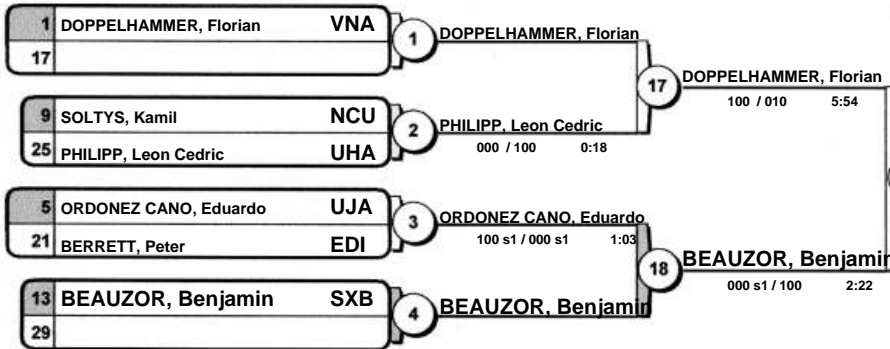 1 DOPPELHAMMER, Florian VNA
17
1
DOPPELHAMMER, Florian
9 SOLTYS, Kamil NCU
25 PHILIPP, Leon Cedric UHA
2
PHILIPP, Leon Cedric
000 / 100 0:18
17
DOPPELHAMMER, Florian
100 / 010 5:54
5 ORDONEZ CANO, Eduardo UJA
21 BERRETT, Peter EDI
3
ORDONEZ CANO, Eduardo
100 s1 / 000 s1 1:03
13 BEAUZOR, Benjamin SXB
29
4
BEAUZOR, Benjamin
18
BEAUZOR, Benjamin
000 s1 / 100 2:22